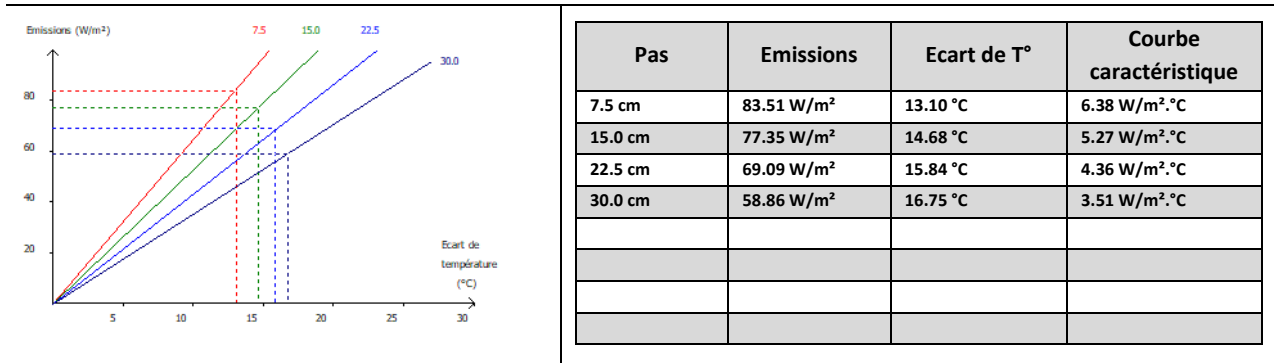 Emissions (W/m²)
7.5 15.0 22.5
30.0
80
60
40
20
Ecart de
température
(°C)
5 10 15 20 25 30
Pas Emissions Ecart de T° Courbe caractéristique
7.5 cm 83.51 W/m² 13.10 °C 6.38 W/m².°C
15.0 cm 77.35 W/m² 14.68 °C 5.27 W/m².°C
22.5 cm 69.09 W/m² 15.84 °C 4.36 W/m².°C
30.0 cm 58.86 W/m² 16.75 °C 3.51 W/m².°C